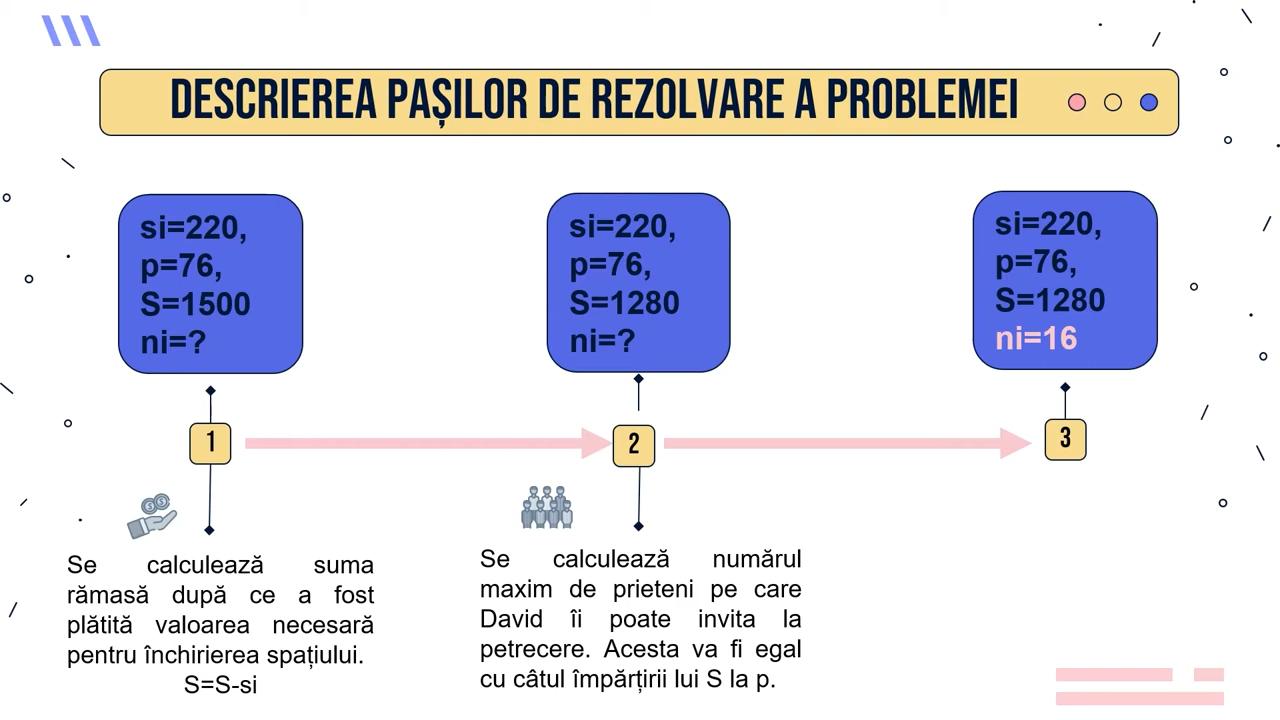 DESCRIEREA PAȘILOR DE REZOLVARE A PROBLEMEI
si=220,
p=76,
S=1500
ni=?
si=220,
p=76,
S=1280
ni=?
si=220,
p=76,
S=1280
ni=16
1
2
3
Se calculează suma
rămasă după ce a fost
plătită valoarea necesară
pentru închirierea spațiului.
S=S-si
Se calculează numărul
maxim de prieteni pe care
David îi poate invita la
petrecere. Acesta va fi egal
cu câtul împărțirii lui S la p.